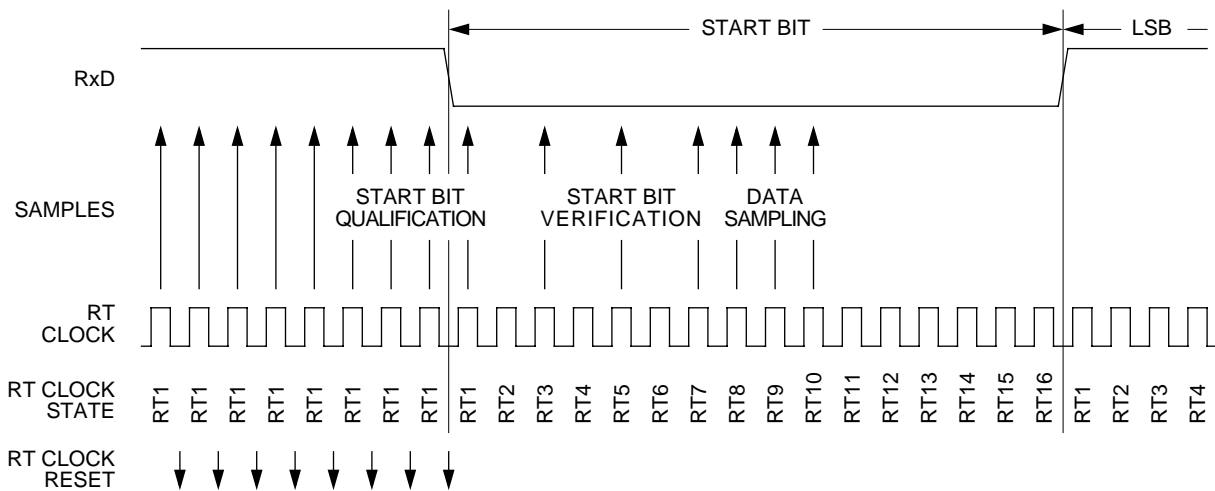 START BIT
LSB
RxD
SAMPLES
START BIT
QUALIFICATION
START BIT
VERIFICATION
DATA
SAMPLING
RT
CLOCK
RT CLOCK
STATE
RT1 RT1 RT1 RT1 RT1 RT1 RT1 RT1 RT1 RT2 RT3 RT4 RT5 RT6 RT7 RT8 RT9 RT10 RT11 RT12 RT13 RT14 RT15 RT16 RT1 RT2 RT3 RT4
RT CLOCK
RESET